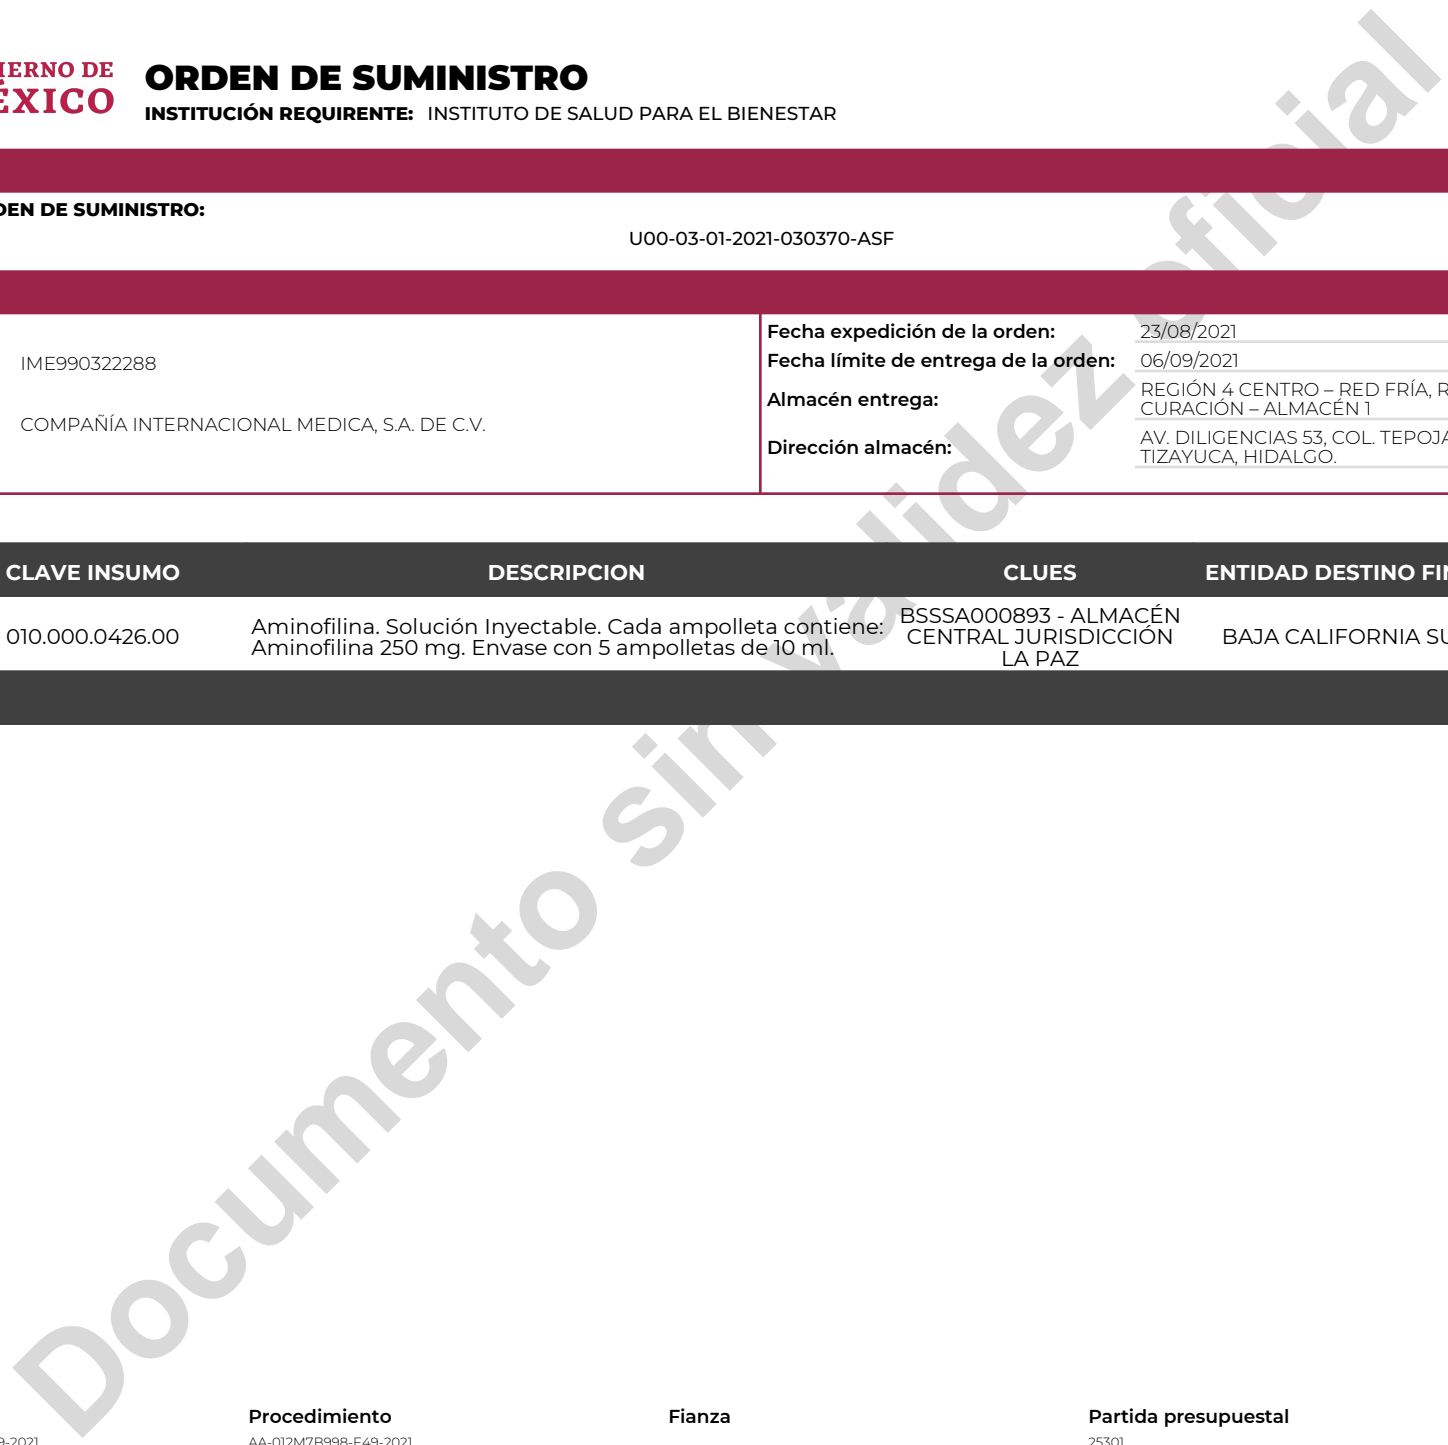 IERNO DE
ÉXICO
ORDEN DE SUMINISTRO
INSTITUCIÓN REQUIRENTE: INSTITUTO DE SALUD PARA EL BIENESTAR
DEN DE SUMINISTRO:
U00-03-01-2021-030370-ASF
IME990322288
COMPAÑÍA INTERNACIONAL MEDICA, S.A. DE C.V.
Fecha expedición de la orden: 23/08/2021
Fecha límite de entrega de la orden: 06/09/2021
Almacén entrega: REGIÓN 4 CENTRO – RED FRÍA, R
CURACIÓN – ALMACÉN 1
Dirección almacén: AV. DILIGENCIAS 53, COL. TEPOJA
TIZAYUCA, HIDALGO.
CLAVE INSUMO DESCRIPCION CLUES ENTIDAD DESTINO FIN
010.000.0426.00
Aminofilina. Solución Inyectable. Cada ampolleta contiene:
Aminofilina 250 mg. Envase con 5 ampolletas de 10 ml.
BSSSA000893 - ALMACÉN
CENTRAL JURISDICCIÓN
LA PAZ
BAJA CALIFORNIA SU
Documento sin validez oficial
Procedimiento Fianza Partida presupuestal
9-2021 AA-012M7B998-E49-2021 25301